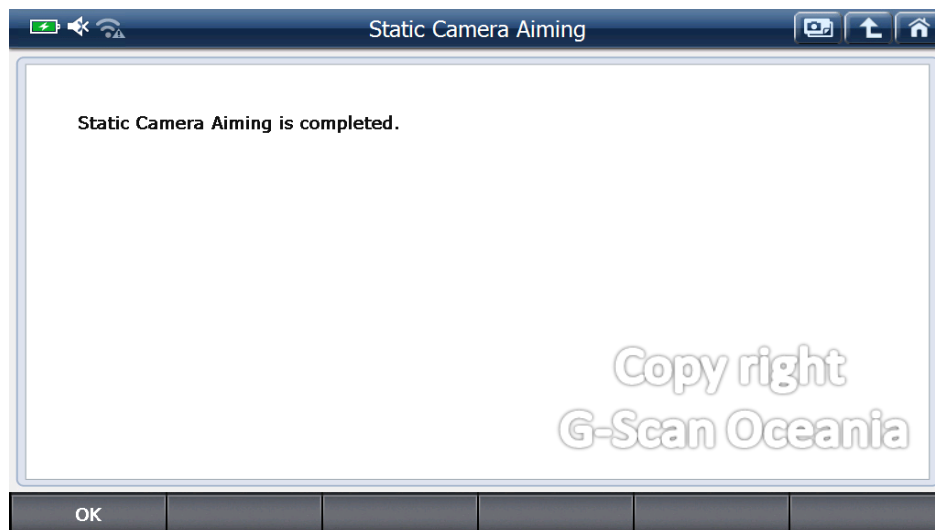 Static Camera Aiming
Static Camera Aiming is completed.
Copy right
G-Scan Oceania
OK